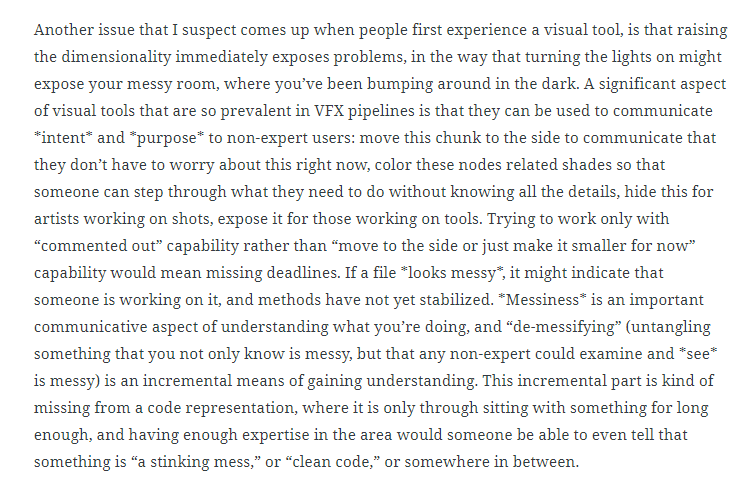 Another issue that I suspect comes up when people first experience a visual tool, is that raising
the dimensionality immediately exposes problems, in the way that turning the lights on might
expose your messy room, where you’ve been bumping around in the dark. A significant aspect
of visual tools that are so prevalent in VFX pipelines is that they can be used to communicate
*intent* and *purpose* to non-expert users: move this chunk to the side to communicate that
they don’t have to worry about this right now, color these nodes related shades so that
someone can step through what they need to do without knowing all the details, hide this for
artists working on shots, expose it for those working on tools. Trying to work only with
“commented out” capability rather than “move to the side or just make it smaller for now”
capability would mean missing deadlines. If a file *looks messy*, it might indicate that
someone is working on it, and methods have not yet stabilized. *Messiness* is an important
communicative aspect of understanding what you’re doing, and “de-messifying” (untangling
something that you not only know is messy, but that any non-expert could examine and *see*
is messy) is an incremental means of gaining understanding. This incremental part is kind of
missing from a code representation, where it is only through sitting with something for long
enough, and having enough expertise in the area would someone be able to even tell that
something is “a stinking mess,” or “clean code,” or somewhere in between.